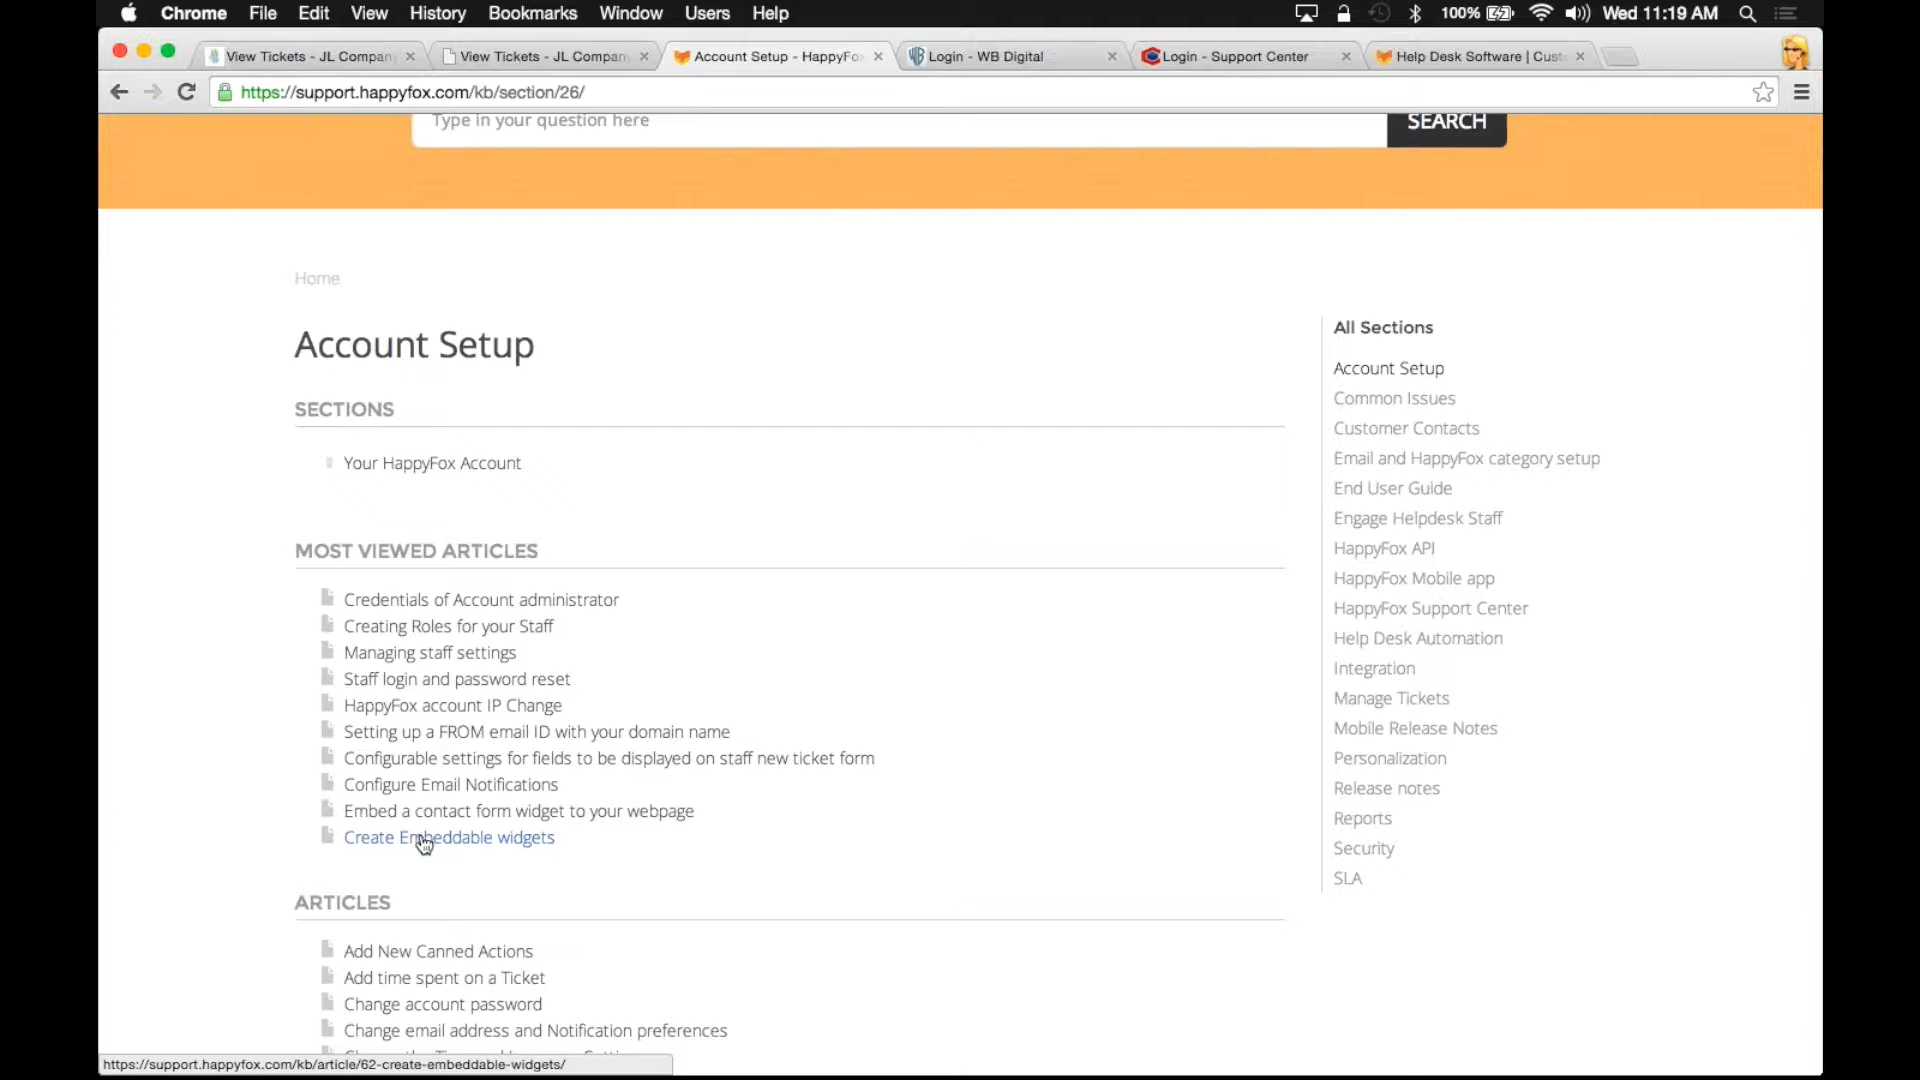 Chrome File Edit View History Bookmarks Window Users Help 100% Wed 11:19 AM
View Tickets - JL Compan View Tickets - JL Company Account Setup - HappyFo Login - WB Digital Login - Support Center Help Desk Software | Cust
https://support.happyfox.com/kb/section/26/
Type in your question here SEARCH
Home
Account Setup
SECTIONS
Your HappyFox Account
MOST VIEWED ARTICLES
Credentials of Account administrator
Creating Roles for your Staff
Managing staff settings
Staff login and password reset
HappyFox account IP Change
Setting up a FROM email ID with your domain name
Configurable settings for fields to be displayed on staff new ticket form
Configure Email Notifications
Embed a contact form widget to your webpage
Create Embeddable widgets
ARTICLES
Add New Canned Actions
Add time spent on a Ticket
Change account password
Change email address and Notification preferences
All Sections
Account Setup
Common Issues
Customer Contacts
Email and HappyFox category setup
End User Guide
Engage Helpdesk Staff
HappyFox API
HappyFox Mobile app
HappyFox Support Center
Help Desk Automation
Integration
Manage Tickets
Mobile Release Notes
Personalization
Release notes
Reports
Security
SLA
https://support.happyfox.com/kb/article/62-create-embeddable-widgets/